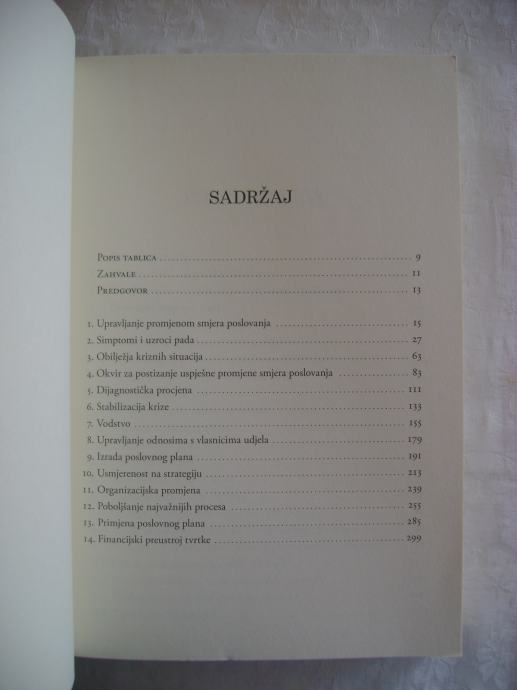 SADRŽAJ
Popis tablica 9
Zahvale 11
Predgovor 13
1. Upravljanje promjenom smjera poslovanja 15
2. Simptomi i uzroci pada 27
3. Obilježja kriznih situacija 63
4. Okvir za postizanje uspješne promjene smjera poslovanja 83
5. Dijagnostička procjena 111
6. Stabilizacija krize 133
7. Vodstvo 155
8. Upravljanje odnosima s vlasnicima udjela 179
9. Izrada poslovnog plana 191
10. Usmjerenost na strategiju 213
11. Organizacijska promjena 239
12. Poboljšanje najvažnijih procesa 255
13. Primjena poslovnog plana 285
14. Financijski preustroj tvrtke 299